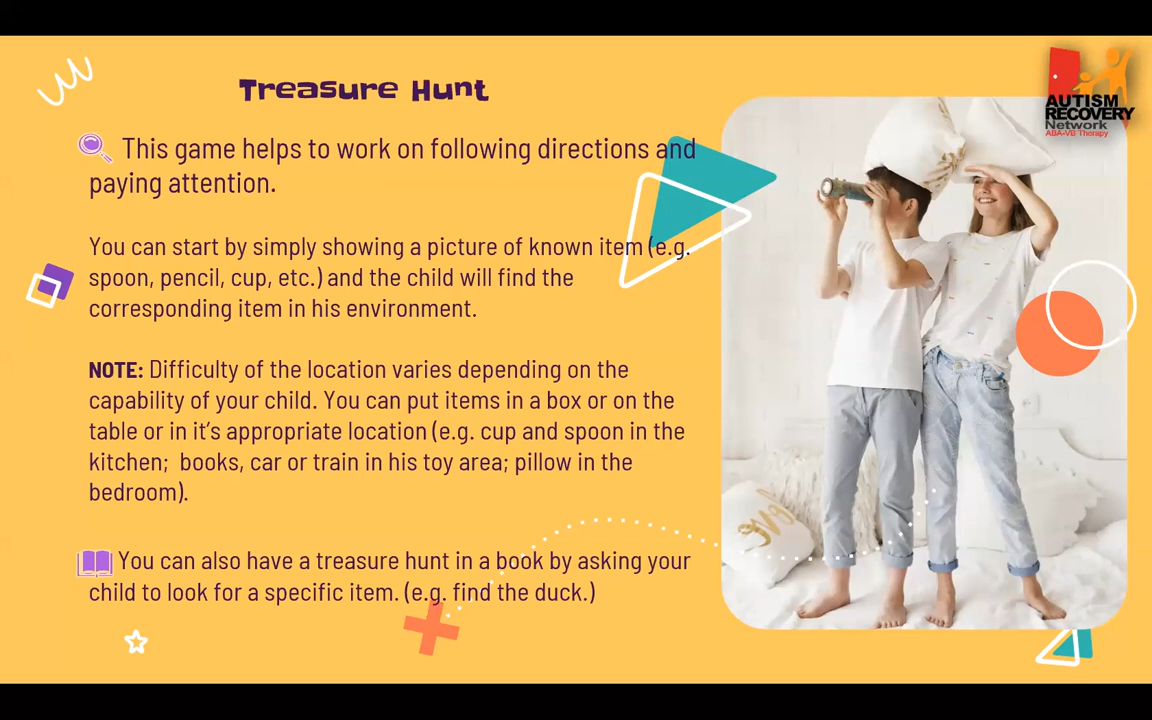 Treasure Hunt
This game helps to work on following directions and
paying attention.
You can start by simply showing a picture of known item (e.g.
spoon, pencil, cup, etc.) and the child will find the
corresponding item in his environment.
NOTE: Difficulty of the location varies depending on the
capability of your child. You can put items in a box or on the
table or in it’s appropriate location (e.g. cup and spoon in the
kitchen;  books, car or train in his toy area; pillow in the
bedroom).
You can also have a treasure hunt in a book by asking your
child to look for a specific item. (e.g. find the duck.)
AUTISM
RECOVERY
Network
ABA-VB Therapy
love